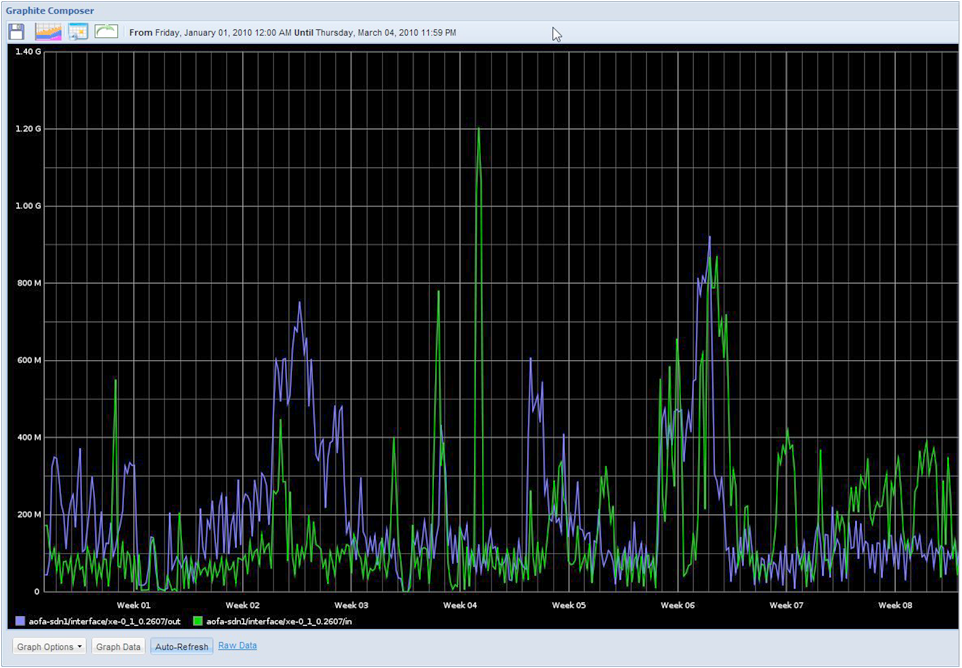 Graphite Composer
From Friday, January 01, 2010 12:00 AM Until Thursday, March 04, 2010 11:59 PM
1.40 G
1.20 G
1.00 G
800 M
600 M
400 M
200 M
0
Week 01 Week 02 Week 03 Week 04 Week 05 Week 06 Week 07 Week 08
aofa-sdn1/interface/xe-0_1_0.2607/out aofa-sdn1/interface/xe-0_1_0.2607/in
Graph Options Graph Data Auto-Refresh Raw Data